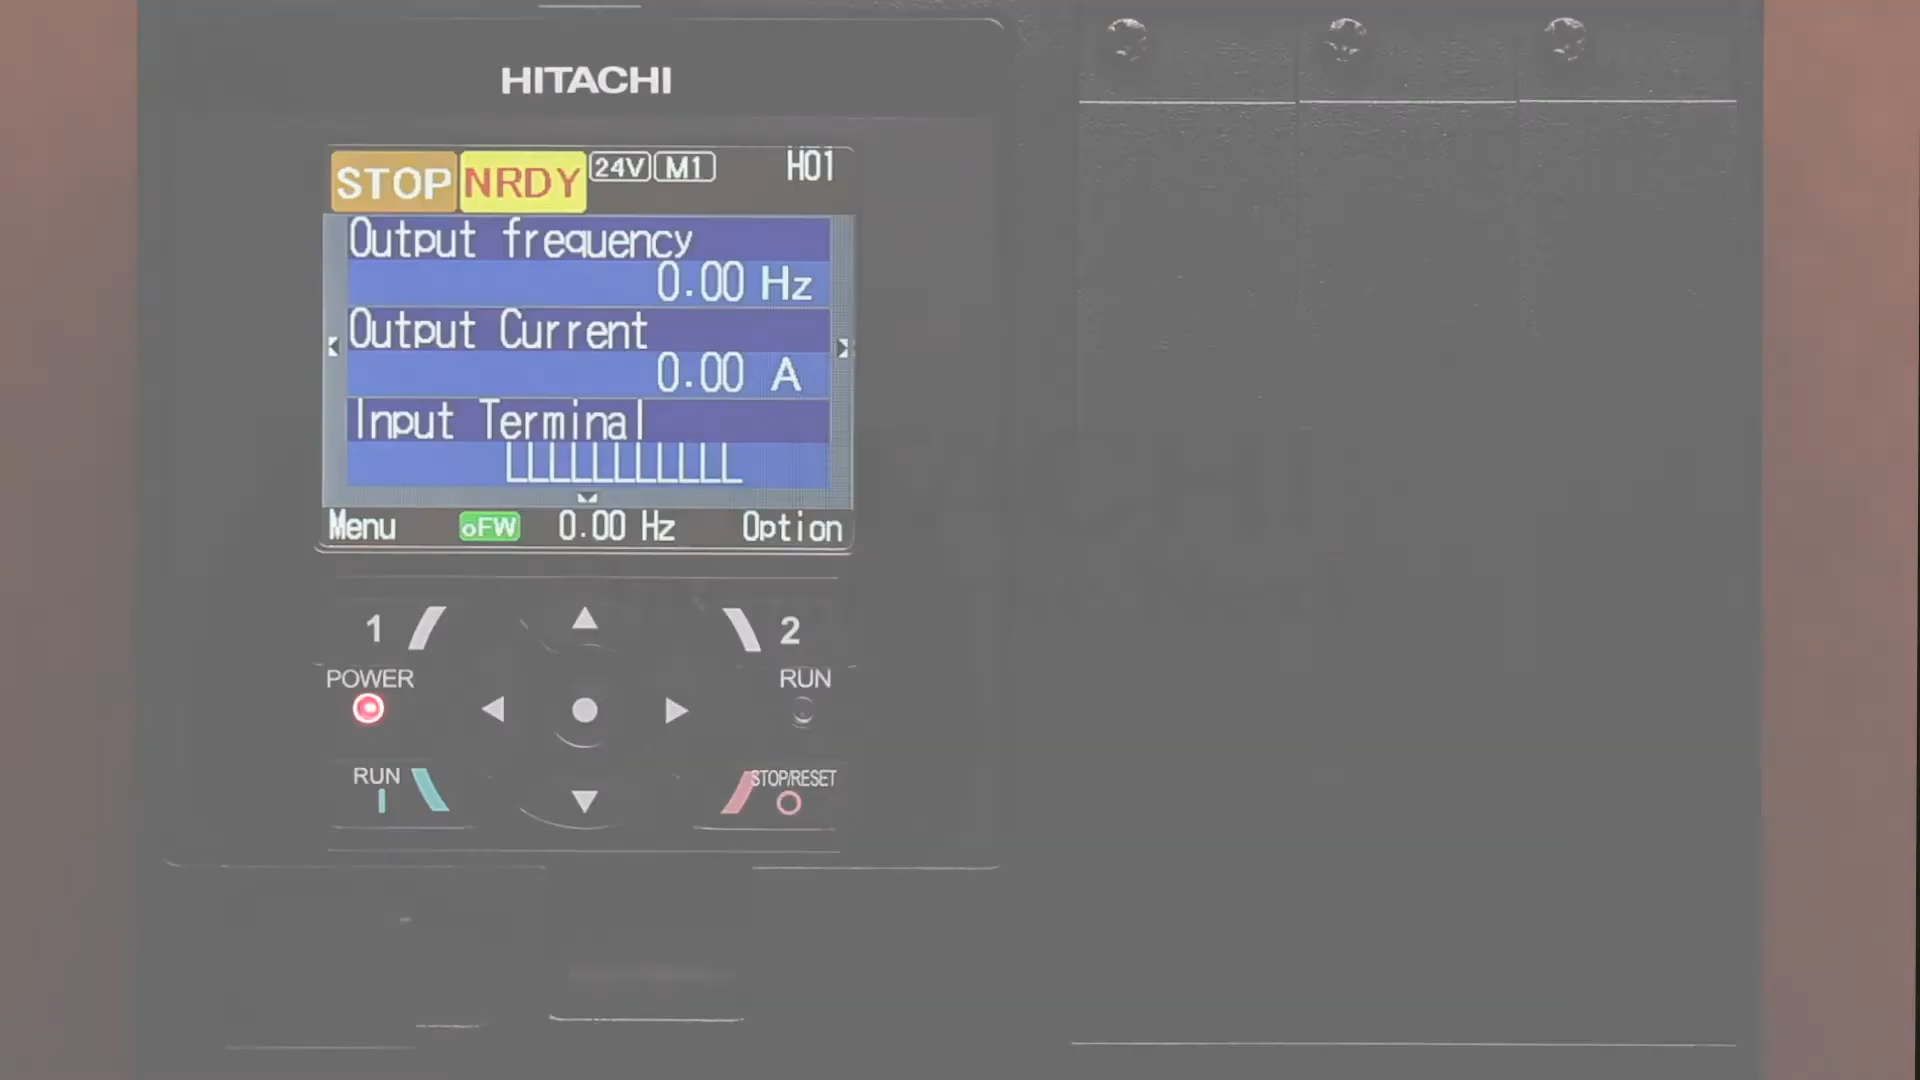 HITACHI
STOP NRDY 24V M1 H01
Output frequency
0.00 Hz
Output Current
0.00 A
Input Terminal
LLLLLLLLLLL
Menu oFW 0.00 Hz Option
1 2
POWER RUN
RUN STOP/RESET